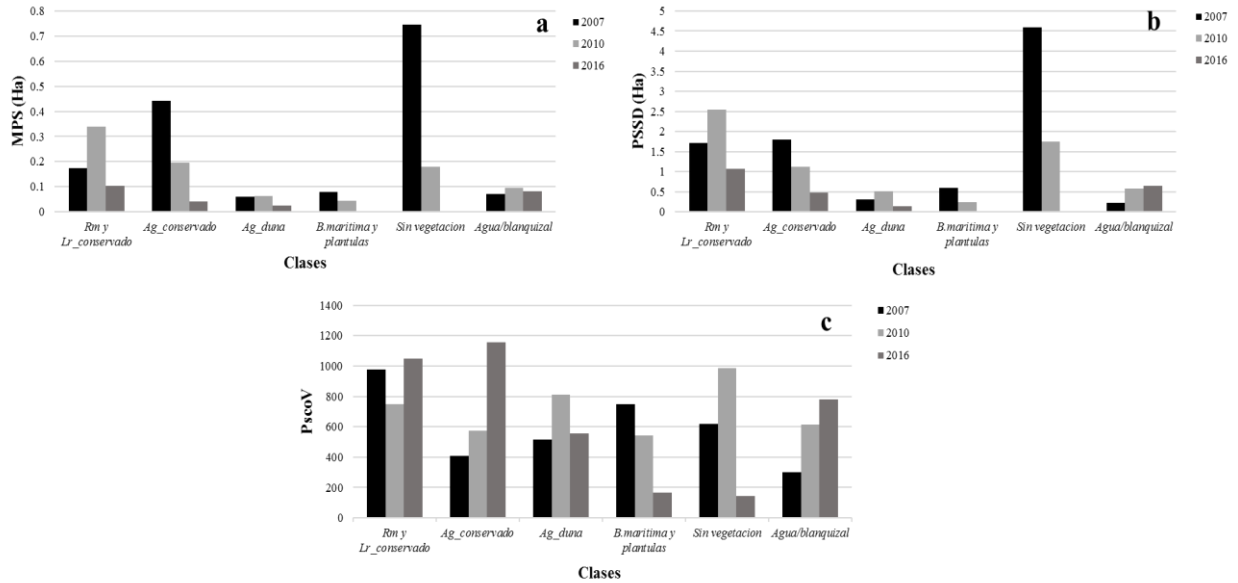 a
2007
2010
2016
MPS (Ha)
0.8
0.7
0.6
0.5
0.4
0.3
0.2
0.1
0
Rm y
Lr_conservado
Ag_conservado
Ag_duna
B.maritima y
plantulas
Sin vegetacion
Agua/blanquizal
Clases
b
2007
2010
2016
PSSD (Ha)
5
4.5
4
3.5
3
2.5
2
1.5
1
0.5
0
Rm y
Lr_conservado
Ag_conservado
Ag_duna
B.maritima y
plantulas
Sin vegetacion
Agua/blanquizal
Clases
c
2007
2010
2016
PscoV
1400
1200
1000
800
600
400
200
0
Rm y
Lr_conservado
Ag_conservado
Ag_duna
B.maritima y
plantulas
Sin vegetacion
Agua/blanquizal
Clases